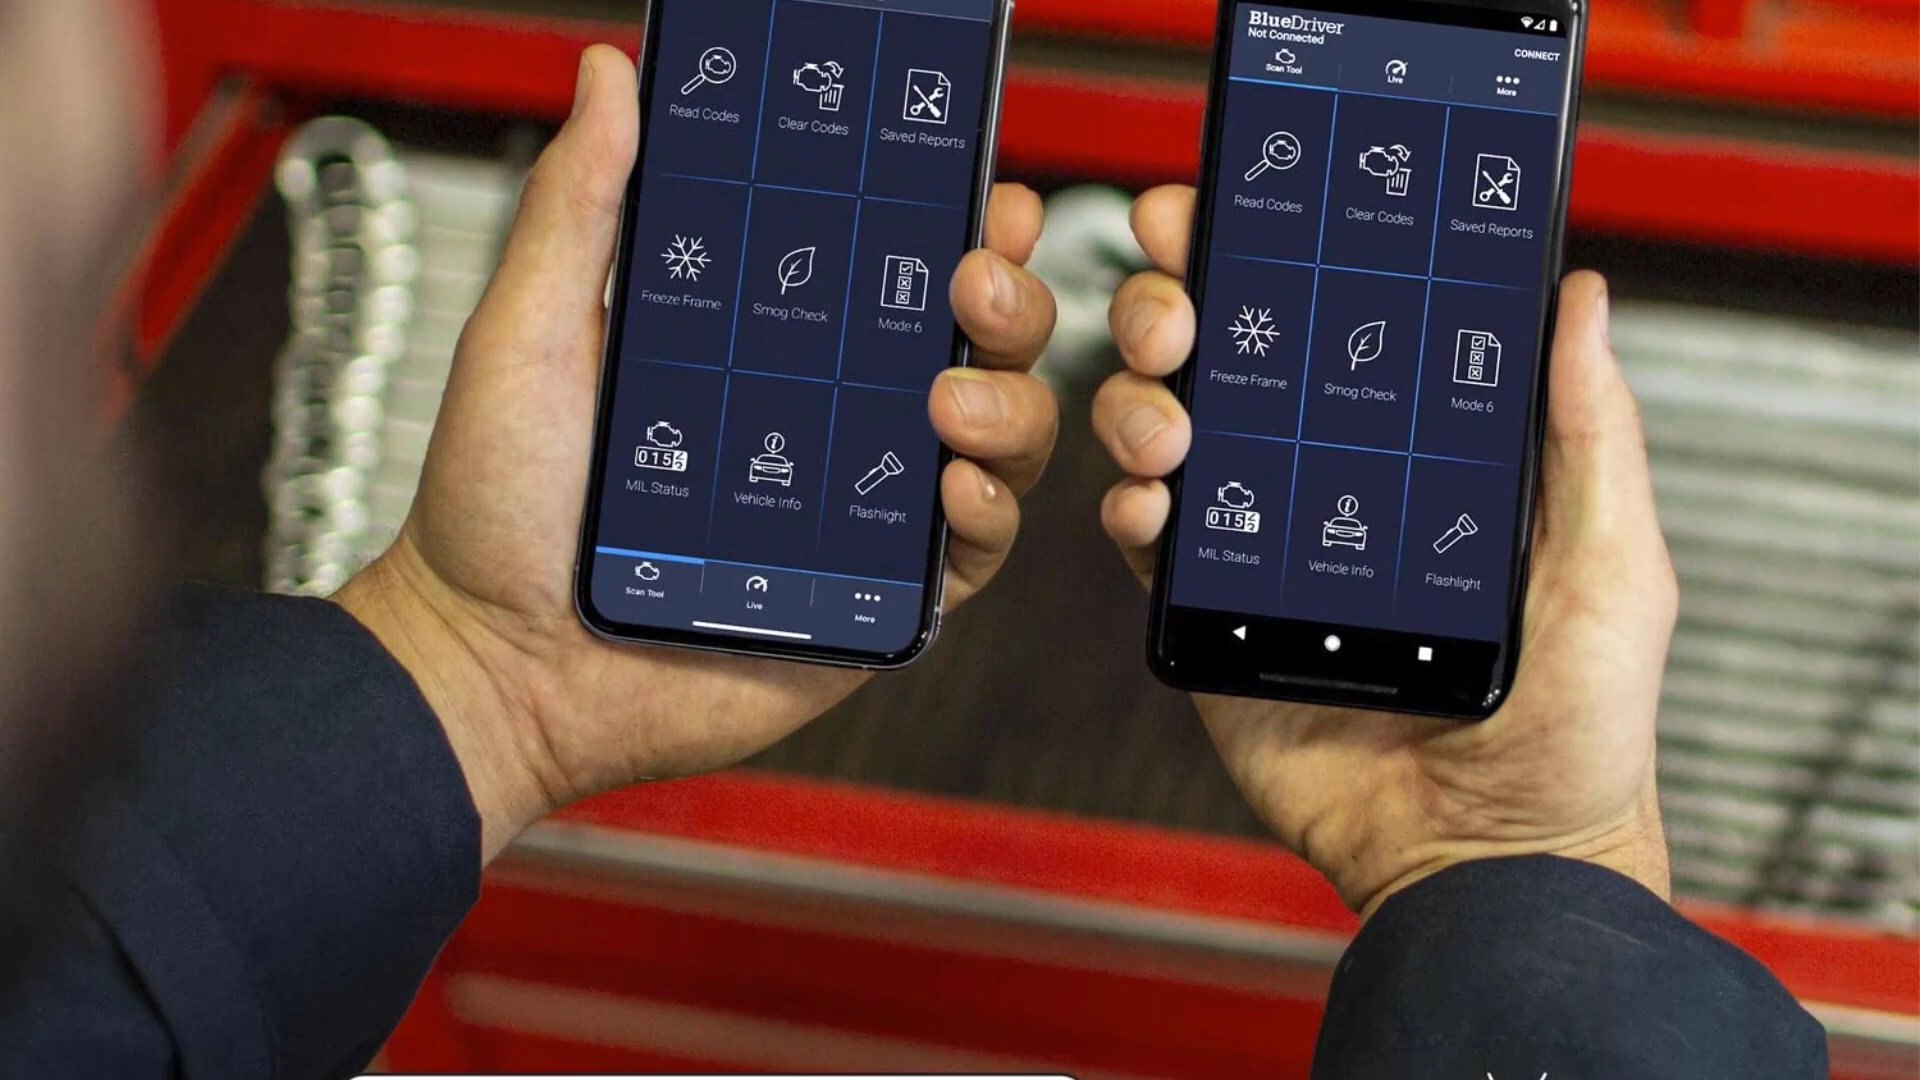 Read Codes
Clear Codes
Saved Reports
Freeze Frame
Smog Check
Mode 6
015
MIL Status
i
Vehicle Info
Flashlight
Scan Tool
Live
More
BlueDriver
Not Connected
CONNECT
Scan Tool
Live
More
Read Codes
Clear Codes
Saved Reports
Freeze Frame
Smog Check
Mode 6
015
MIL Status
i
Vehicle Info
Flashlight